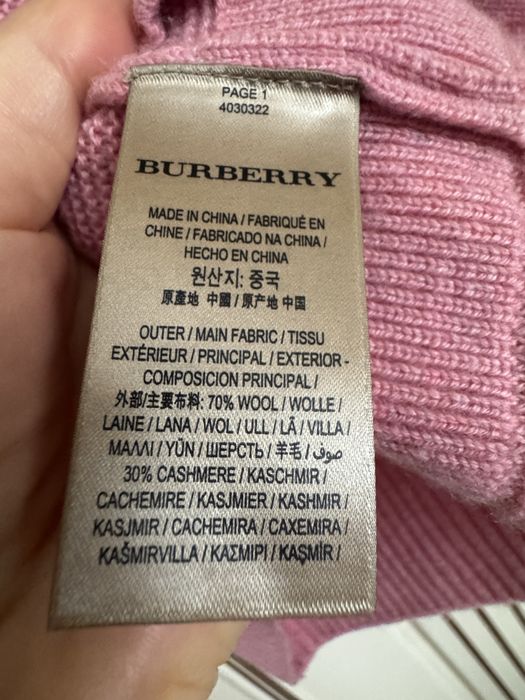 PAGE 1
4030322
BURBERRY
MADE IN CHINA / FABRIQUÉ EN
CHINE / FABRICADO NA CHINA /
HECHO EN CHINA
원산지: 중국
原產地 中國 / 原产地 中国
OUTER / MAIN FABRIC / TISSU
EXTÉRIEUR / PRINCIPAL / EXTERIOR -
COMPOSICION PRINCIPAL /
外部/主要布料: 70% WOOL / WOLLE /
LAINE / LANA / WOL / ULL / LÃ / VILLA /
ΜΑΛΛΙ / YÜN / ШЕРСТЬ / 羊毛 / صوف /
30% CASHMERE / KASCHMIR /
CACHEMIRE / KASJMIER / KASHMIR /
KASJMIR / CACHEMIRA / CAXEMIRA /
KAŠMIRVILLA / ΚΑΣΜΙΡΙ / KAŞMİR /